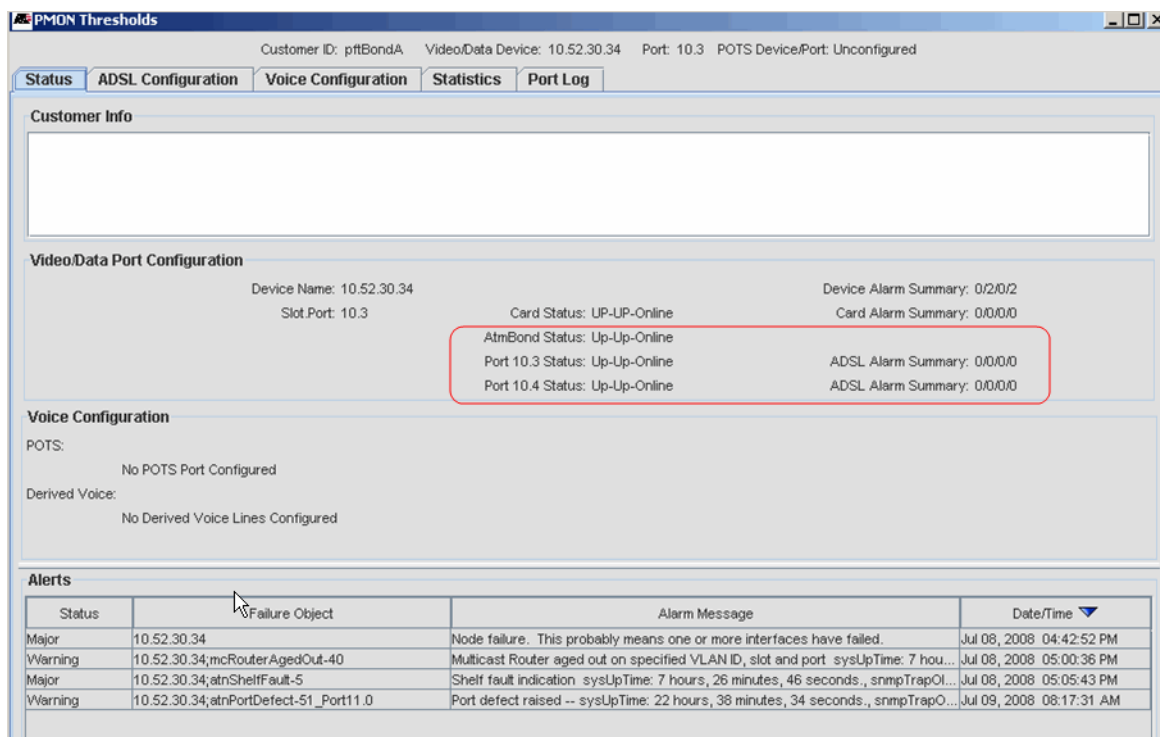 PMON Thresholds
Customer ID: pftBondA Video/Data Device: 10.52.30.34 Port: 10.3 POTS Device/Port: Unconfigured
Status ADSL Configuration Voice Configuration Statistics Port Log
Customer Info
Video/Data Port Configuration
Device Name: 10.52.30.34 Device Alarm Summary: 0/2/0/2
Slot.Port: 10.3 Card Status: UP-UP-Online Card Alarm Summary: 0/0/0/0
AtmBond Status: Up-Up-Online
Port 10.3 Status: Up-Up-Online ADSL Alarm Summary: 0/0/0/0
Port 10.4 Status: Up-Up-Online ADSL Alarm Summary: 0/0/0/0
Voice Configuration
POTS:
No POTS Port Configured
Derived Voice:
No Derived Voice Lines Configured
Alerts
Status Failure Object Alarm Message Date/Time
Major 10.52.30.34 Node failure. This probably means one or more interfaces have failed. Jul 08, 2008 04:42:52 PM
Warning 10.52.30.34;mcRouterAgedOut-40 Multicast Router aged out on specified VLAN ID, slot and port sysUpTime: 7 hou... Jul 08, 2008 05:00:36 PM
Major 10.52.30.34;atnShelfFault-5 Shelf fault indication sysUpTime: 7 hours, 26 minutes, 46 seconds., snmpTrapOI... Jul 08, 2008 05:05:43 PM
Warning 10.52.30.34;atnPortDefect-51_Port11.0 Port defect raised -- sysUpTime: 22 hours, 38 minutes, 34 seconds., snmpTrapO... Jul 09, 2008 08:17:31 AM